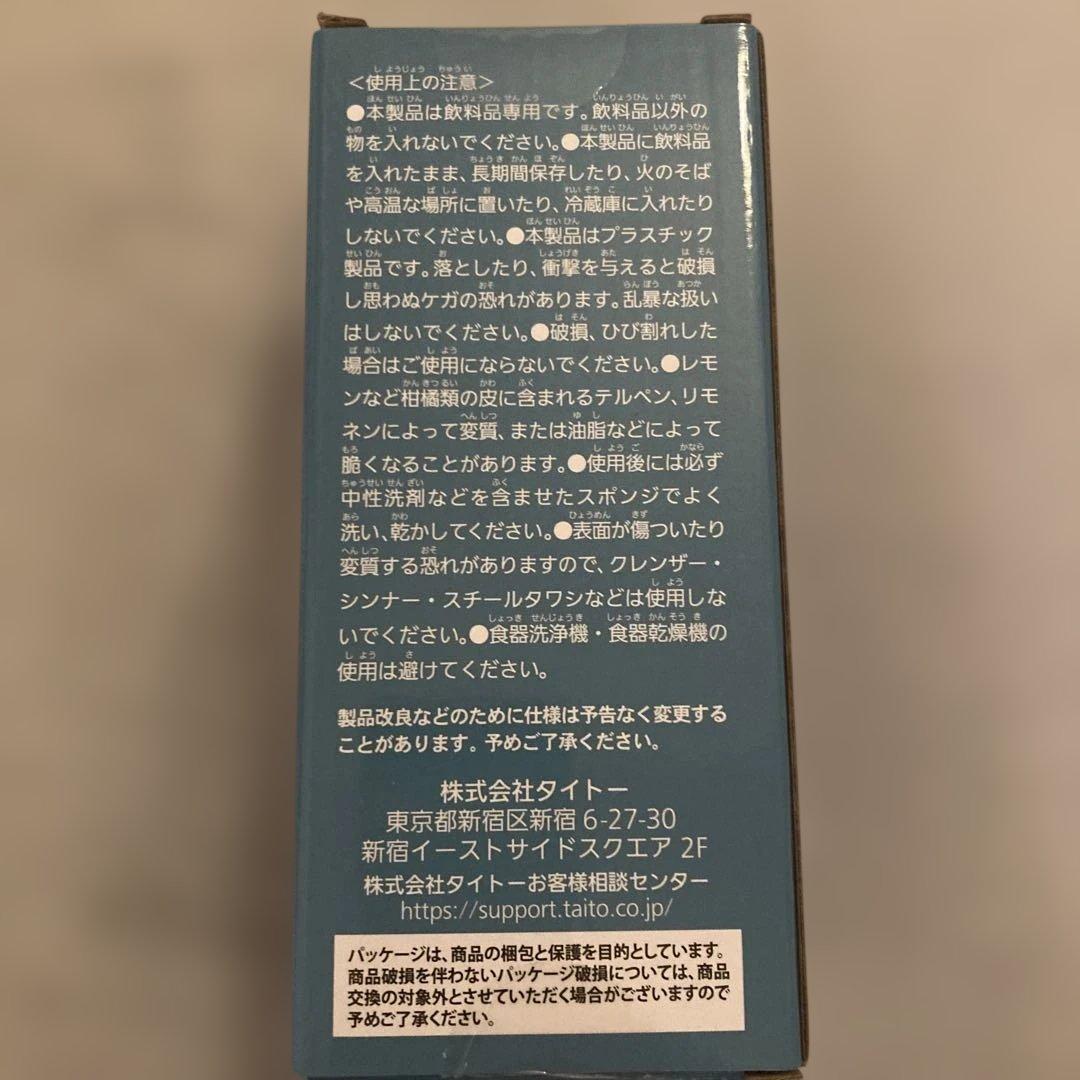 ＜使用上の注意＞
●本製品は飲料品専用です。飲料品以外の
物を入れないでください。●本製品に飲料品
を入れたまま、長期間保存したり、火のそば
や高温な場所に置いたり、冷蔵庫に入れたり
しないでください。●本製品はプラスチック
製品です。落としたり、衝撃を与えると破損
し思わぬケガの恐れがあります。乱暴な扱い
はしないでください。●破損、ひび割れした
場合はご使用にならないでください。●レモ
ンなど柑橘類の皮に含まれるテルペン、リモ
ネンによって変質、または油脂などによって
脆くなることがあります。●使用後には必ず
中性洗剤などを含ませたスポンジでよく
洗い、乾かしてください。●表面が傷ついたり
変質する恐れがありますので、クレンザー・
シンナー・スチールタワシなどは使用しな
いでください。●食器洗浄機・食器乾燥機の
使用は避けてください。
製品改良などのために仕様は予告なく変更する
ことがあります。予めご了承ください。
株式会社タイトー
東京都新宿区新宿 6-27-30
新宿イーストサイドスクエア 2F
株式会社タイトーお客様相談センター
https://support.taito.co.jp/
パッケージは、商品の梱包と保護を目的としています。
商品破損を伴わないパッケージ破損については、商品
交換の対象外とさせていただく場合がございますので
予めご了承ください。